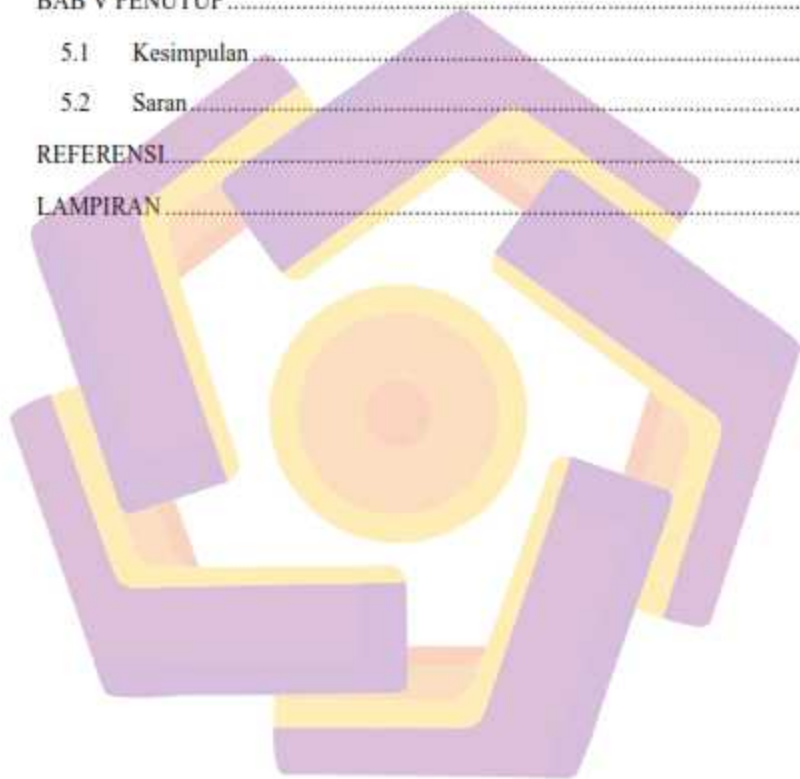 BAB V PENUTUP..........
5.1 Kesimpulan..........
5.2 Saran..........
REFERENSI..........
LAMPIRAN..........